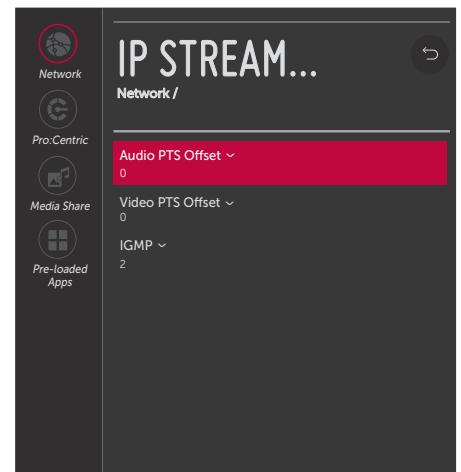 Network
Pro:Centric
Media Share
Pre-loaded
Apps
IP STREAM...
Network /
Audio PTS Offset
0
Video PTS Offset
0
IGMP
2